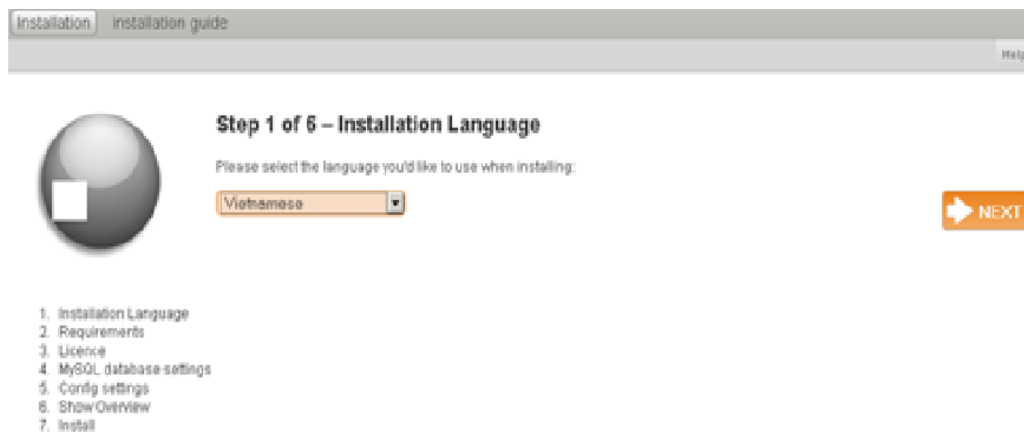 Installation Installation guide
Help
Step 1 of 6 – Installation Language
Please select the language you'd like to use when installing:
Vietnamese
NEXT
1. Installation Language
2. Requirements
3. Licence
4. MySQL database settings
5. Config settings
6. Show Overview
7. Install